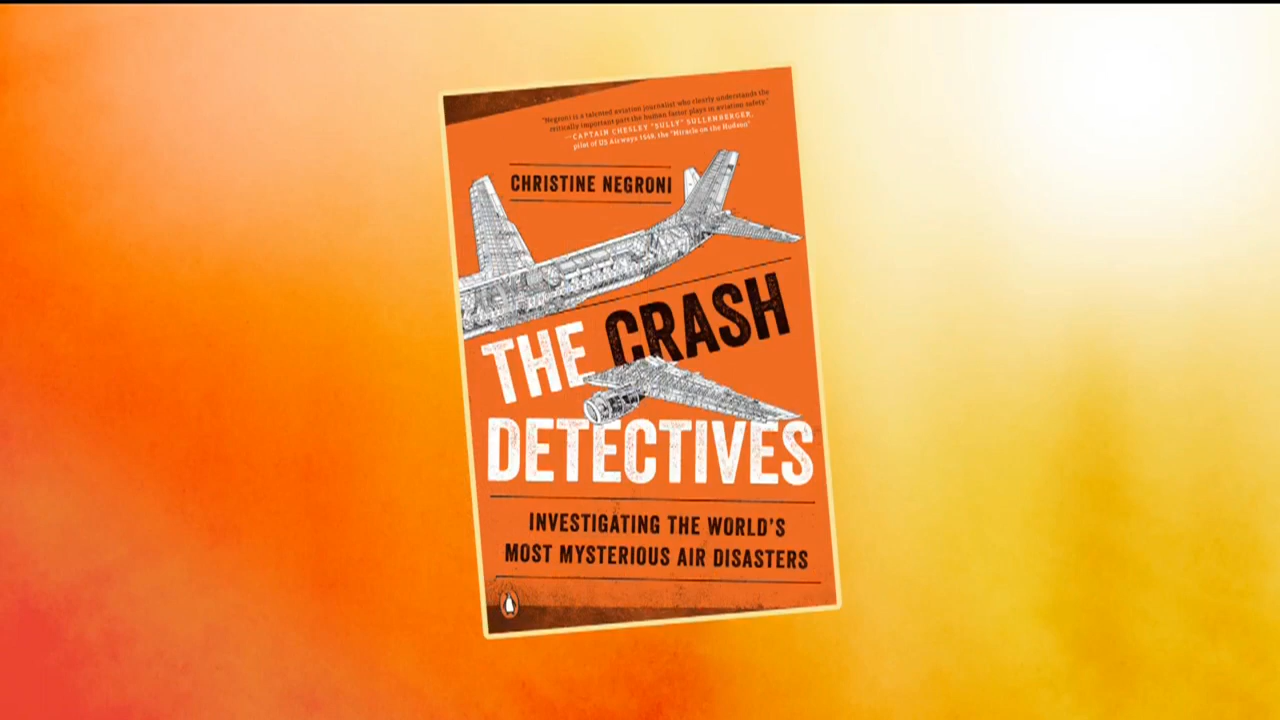 "Negroni is a talented aviation journalist who clearly understands the
critically important part the human factor plays in aviation safety."
—CAPTAIN CHESLEY "SULLY" SULLENBERGER,
pilot of US Airways 1549, the "Miracle on the Hudson"
CHRISTINE NEGRONI
THE CRASH
DETECTIVES
INVESTIGATING THE WORLD'S
MOST MYSTERIOUS AIR DISASTERS